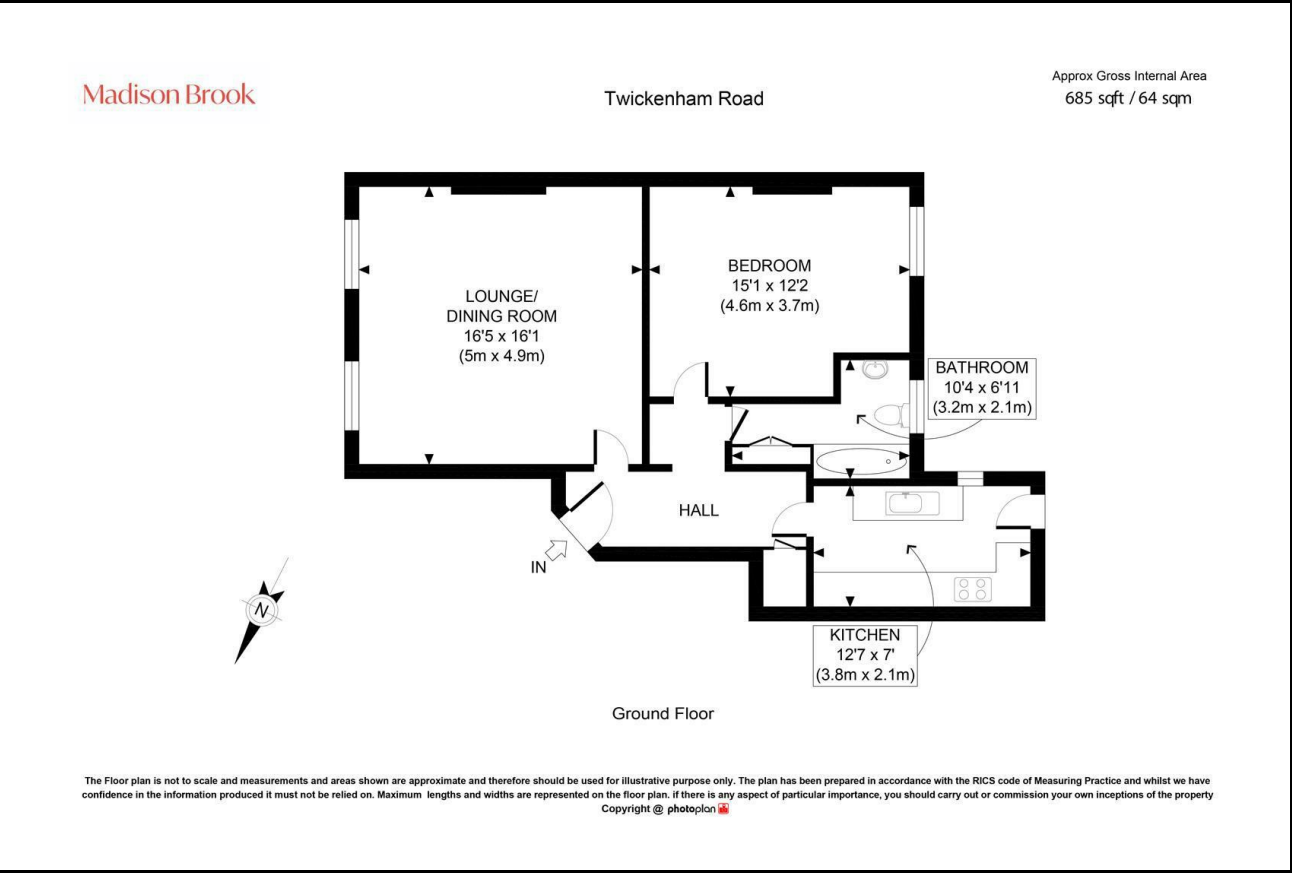 Madison Brook
Twickenham Road
Approx Gross Internal Area
685 sqft / 64 sqm
LOUNGE/
DINING ROOM
16'5 x 16'1
(5m x 4.9m)
BEDROOM
15'1 x 12'2
(4.6m x 3.7m)
BATHROOM
10'4 x 6'11
(3.2m x 2.1m)
HALL
IN
N
KITCHEN
12'7 x 7'
(3.8m x 2.1m)
Ground Floor
The Floor plan is not to scale and measurements and areas shown are approximate and therefore should be used for illustrative purpose only. The plan has been prepared in accordance with the RICS code of Measuring Practice and whilst we have
confidence in the information produced it must not be relied on. Maximum lengths and widths are represented on the floor plan. if there is any aspect of particular importance, you should carry out or commission your own inceptions of the property
Copyright @ photoplan